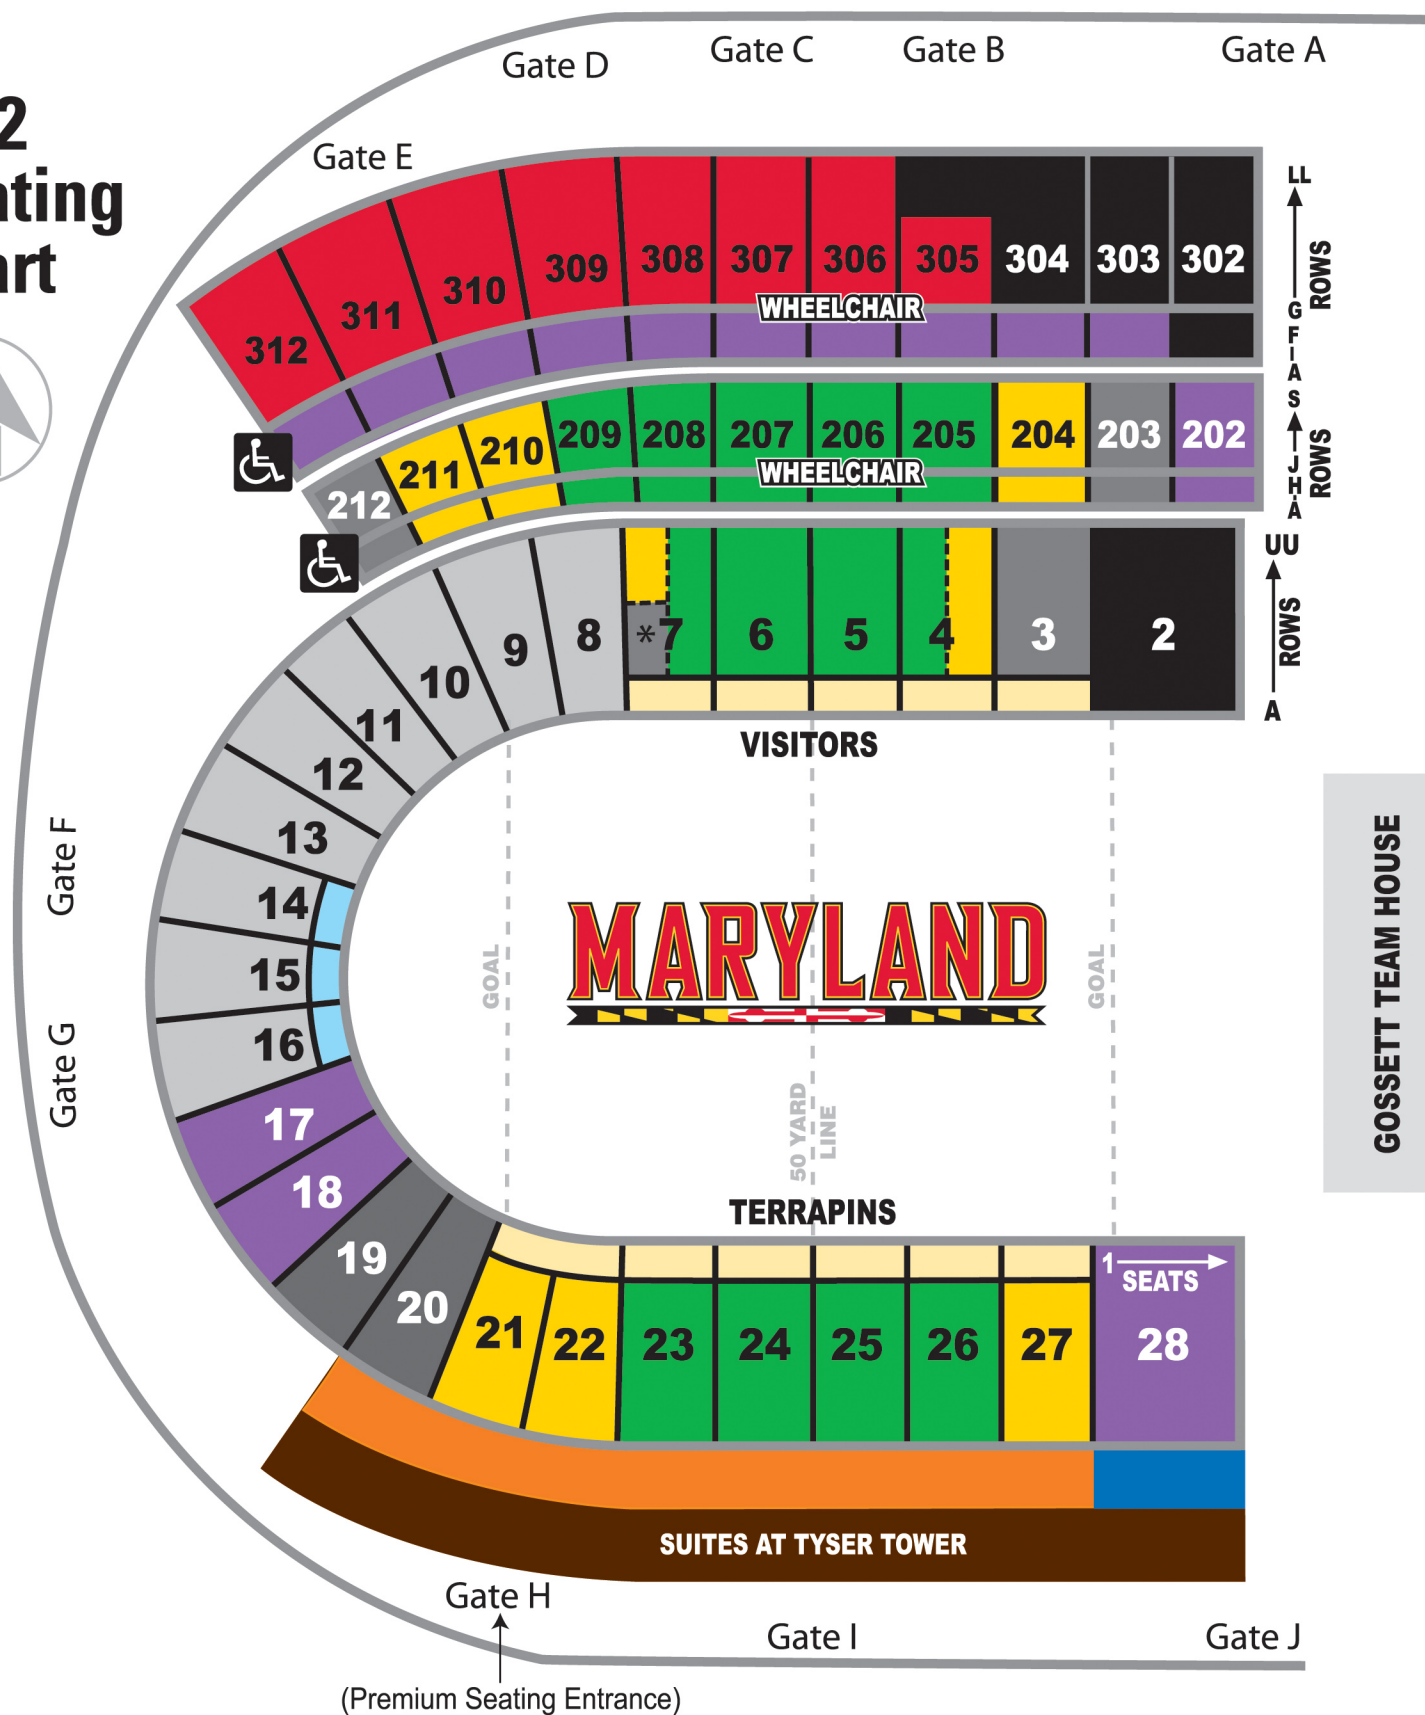 2
ating
art
Gate D
Gate C
Gate B
Gate A
Gate E
312
311
310
309
308
307
306
305
304
303
302
WHEELCHAIR
LL
ROWS
G
F
A
212
211
210
209
208
207
206
205
204
203
202
WHEELCHAIR
S
J
H
A
ROWS
UU
ROWS
A
*7
6
5
4
3
2
8
9
10
11
12
13
14
15
16
17
18
19
20
VISITORS
Gate F
Gate G
GOAL
MARYLAND
GOAL
50 YARD
LINE
GOSSETT TEAM HOUSE
TERRAPINS
1
SEATS
21
22
23
24
25
26
27
28
SUITES AT TYSER TOWER
Gate H
Gate I
Gate J
(Premium Seating Entrance)